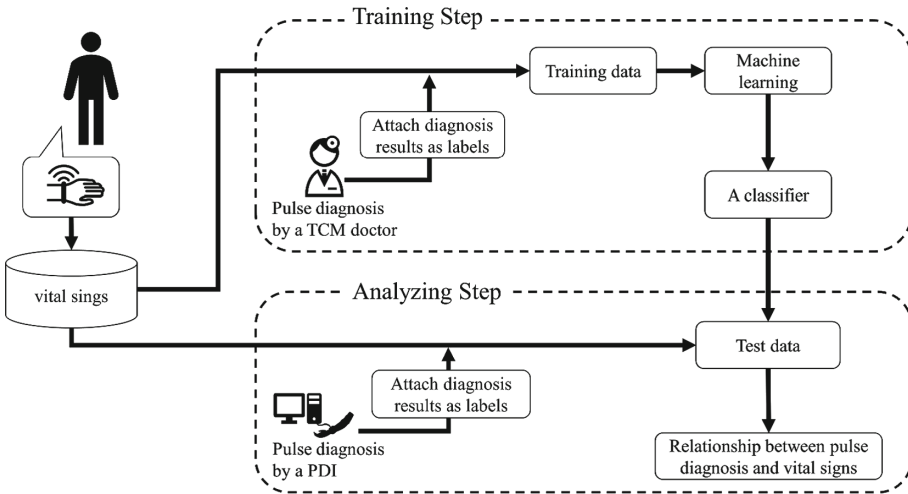 Training Step
Training data
Machine
learning
Attach diagnosis
results as labels
Pulse diagnosis
by a TCM doctor
A classifier
vital sings
Analyzing Step
Test data
Attach diagnosis
results as labels
Pulse diagnosis
by a PDI
Relationship between pulse
diagnosis and vital signs